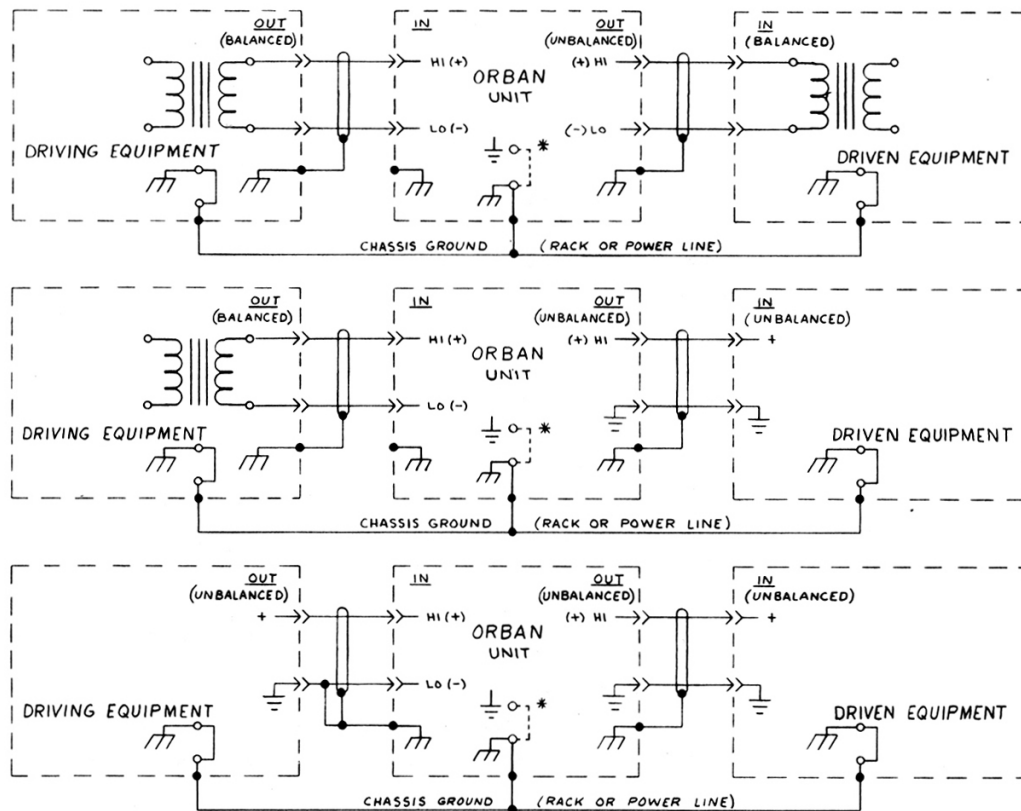 OUT
(BALANCED)
IN
HI (+)
ORBAN
UNIT
LO (-)
*
OUT
(UNBALANCED)
(+) HI
(-) LO
IN
(BALANCED)
DRIVING EQUIPMENT
DRIVEN EQUIPMENT
CHASSIS GROUND (RACK OR POWER LINE)
OUT
(BALANCED)
IN
HI (+)
ORBAN
UNIT
LO (-)
*
OUT
(UNBALANCED)
(+) HI
IN
(UNBALANCED)
+
DRIVING EQUIPMENT
DRIVEN EQUIPMENT
CHASSIS GROUND (RACK OR POWER LINE)
OUT
(UNBALANCED)
+
IN
HI (+)
ORBAN
UNIT
LO (-)
*
OUT
(UNBALANCED)
(+) HI
IN
(UNBALANCED)
+
DRIVING EQUIPMENT
DRIVEN EQUIPMENT
CHASSIS GROUND (RACK OR POWER LINE)